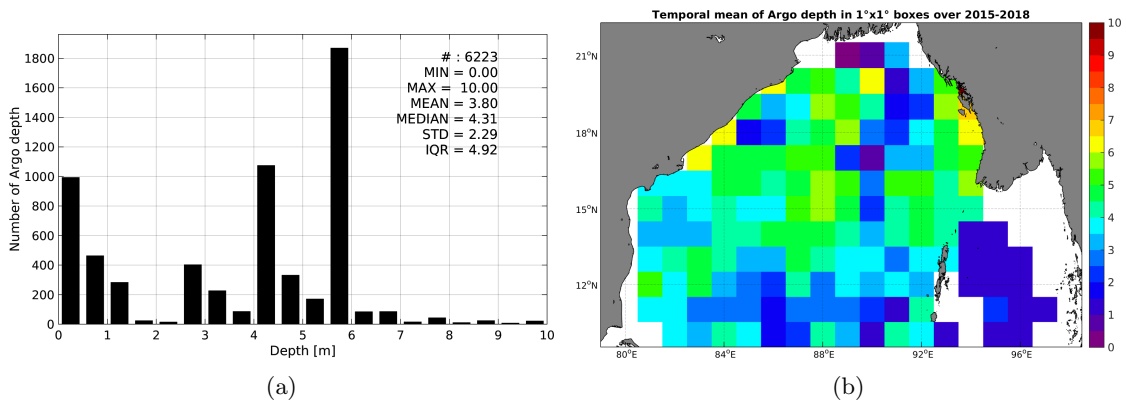 1800
1600
1400
1200
1000
800
600
400
200
0
Number of Argo depth
# : 6223
MIN = 0.00
MAX = 10.00
MEAN = 3.80
MEDIAN = 4.31
STD = 2.29
IQR = 4.92
0 1 2 3 4 5 6 7 8 9 10
Depth [m]
(a)
Temporal mean of Argo depth in 1°x1° boxes over 2015-2018
21°N
18°N
15°N
12°N
80°E 84°E 88°E 92°E 96°E
10
9
8
7
6
5
4
3
2
1
0
(b)